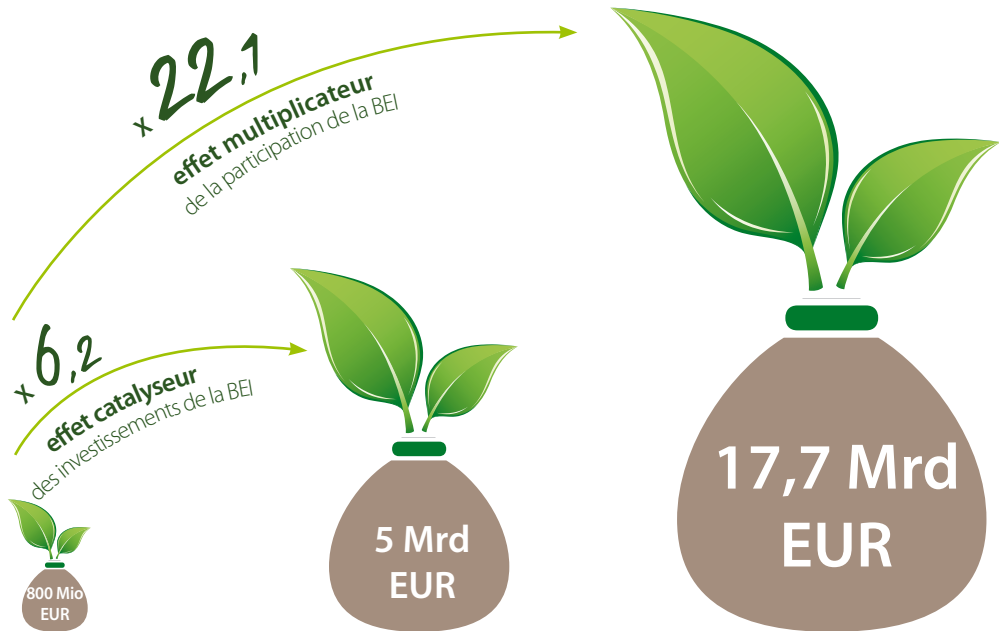 x 22,1
effet multiplicateur
de la participation de la BEI
x 6,2
effet catalyseur
des investissements de la BEI
800 Mio
EUR
5 Mrd
EUR
17,7 Mrd
EUR